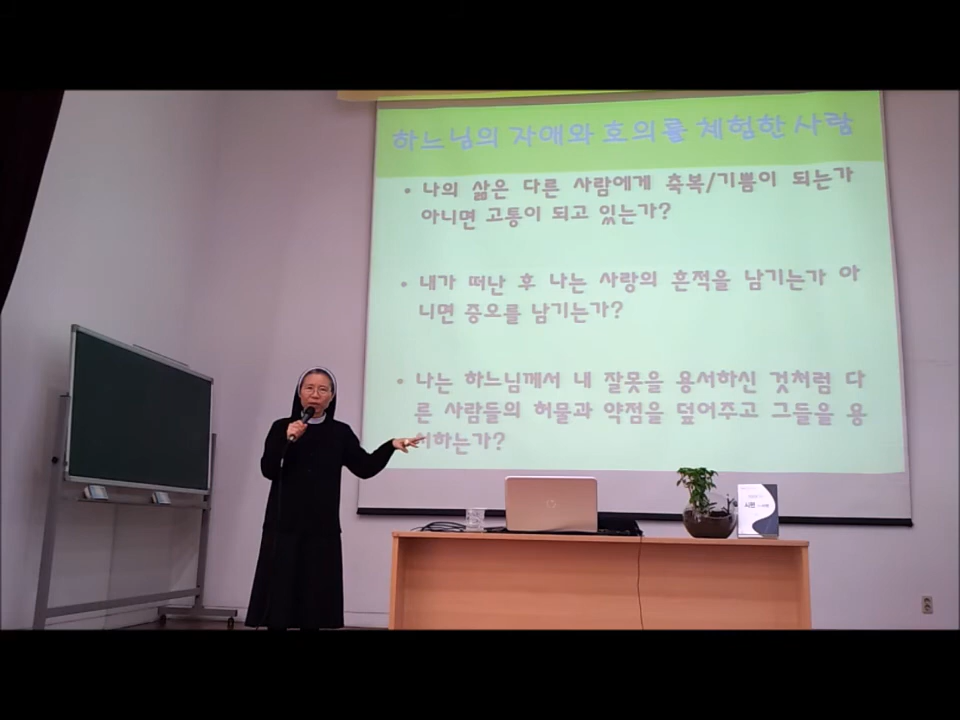 하느님의 자애와 호의를 체험한 사람
• 나의 삶은 다른 사람에게 축복/기쁨이 되는가
아니면 고통이 되고 있는가?
• 내가 떠난 후 나는 사랑의 흔적을 남기는가 아
니면 증오를 남기는가?
• 나는 하느님께서 내 잘못을 용서하신 것처럼 다
른 사람들의 허물과 약점을 덮어주고 그들을 용
서하는가?
시편